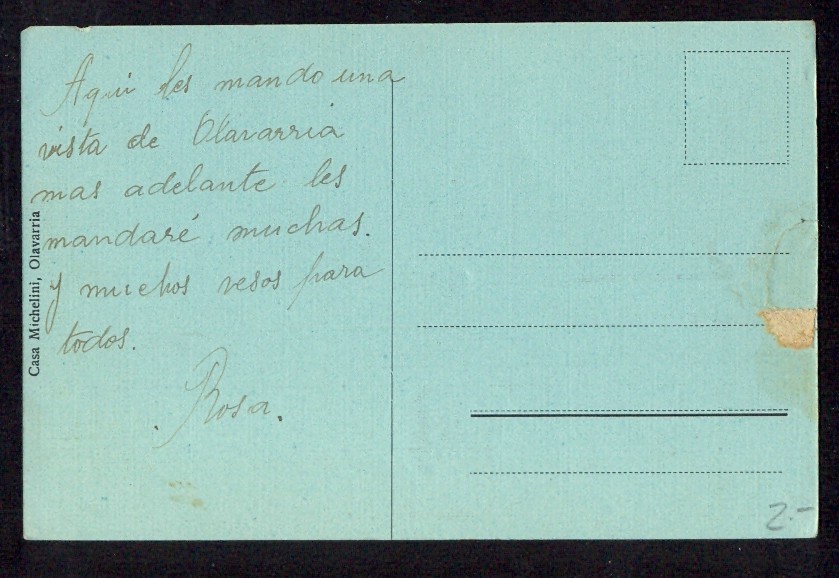 Aqui les mando una
vista de Olavarria
mas adelante les
mandaré muchas.
y muchos vesos para
todos.
. Rosa.
Casa Michelini, Olavarria
2.-